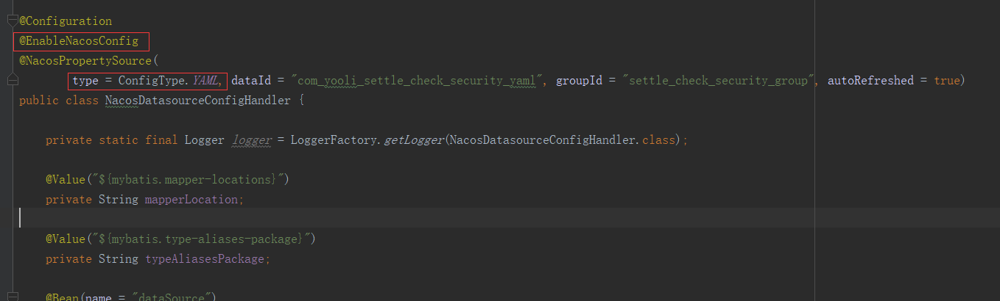 @Configuration
@EnableNacosConfig
@NacosPropertySource(
type = ConfigType.YAML, dataId = "com_yooli_settle_check_security_yaml", groupId = "settle_check_security_group", autoRefreshed = true)
public class NacosDatasourceConfigHandler {
private static final Logger logger = LoggerFactory.getLogger(NacosDatasourceConfigHandler.class);
@Value("${mybatis.mapper-locations}")
private String mapperLocation;
@Value("${mybatis.type-aliases-package}")
private String typeAliasesPackage;
@Bean(name = "dataSource")